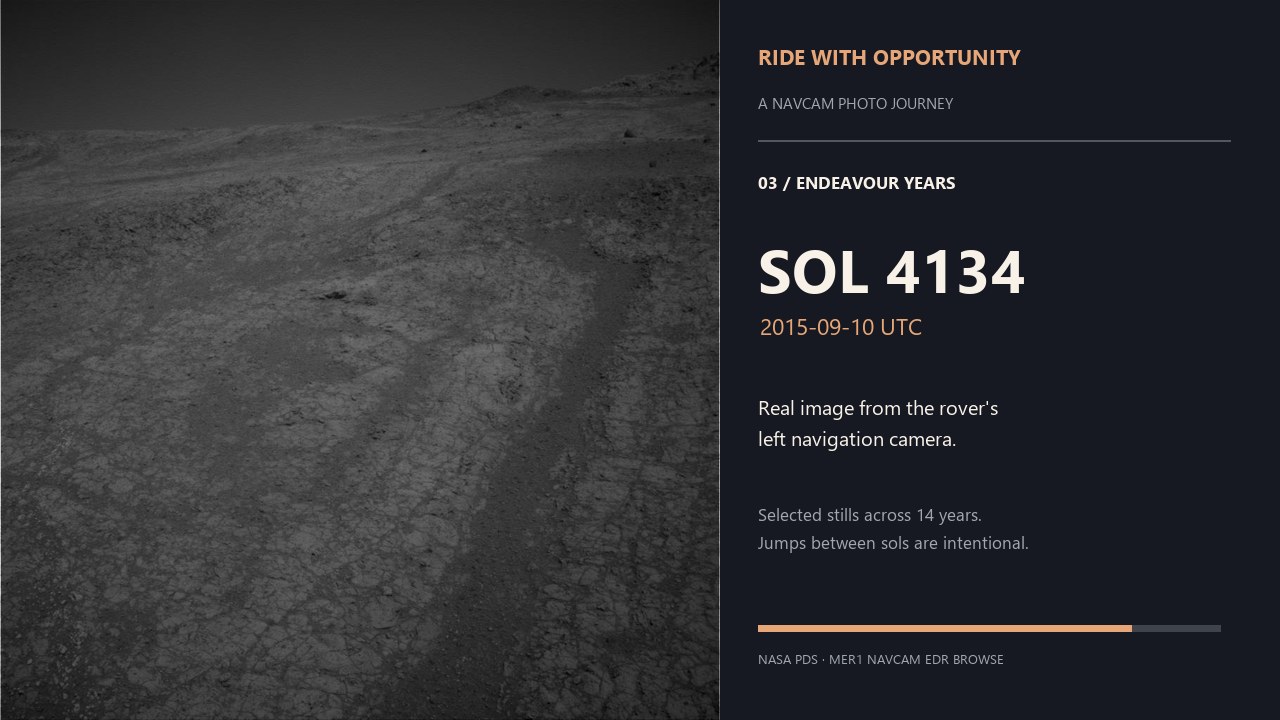 RIDE WITH OPPORTUNITY
A NAVCAM PHOTO JOURNEY
03 / ENDEAVOUR YEARS
SOL 4134
2015-09-10 UTC
Real image from the rover's
left navigation camera.
Selected stills across 14 years.
Jumps between sols are intentional.
NASA PDS · MER1 NAVCAM EDR BROWSE